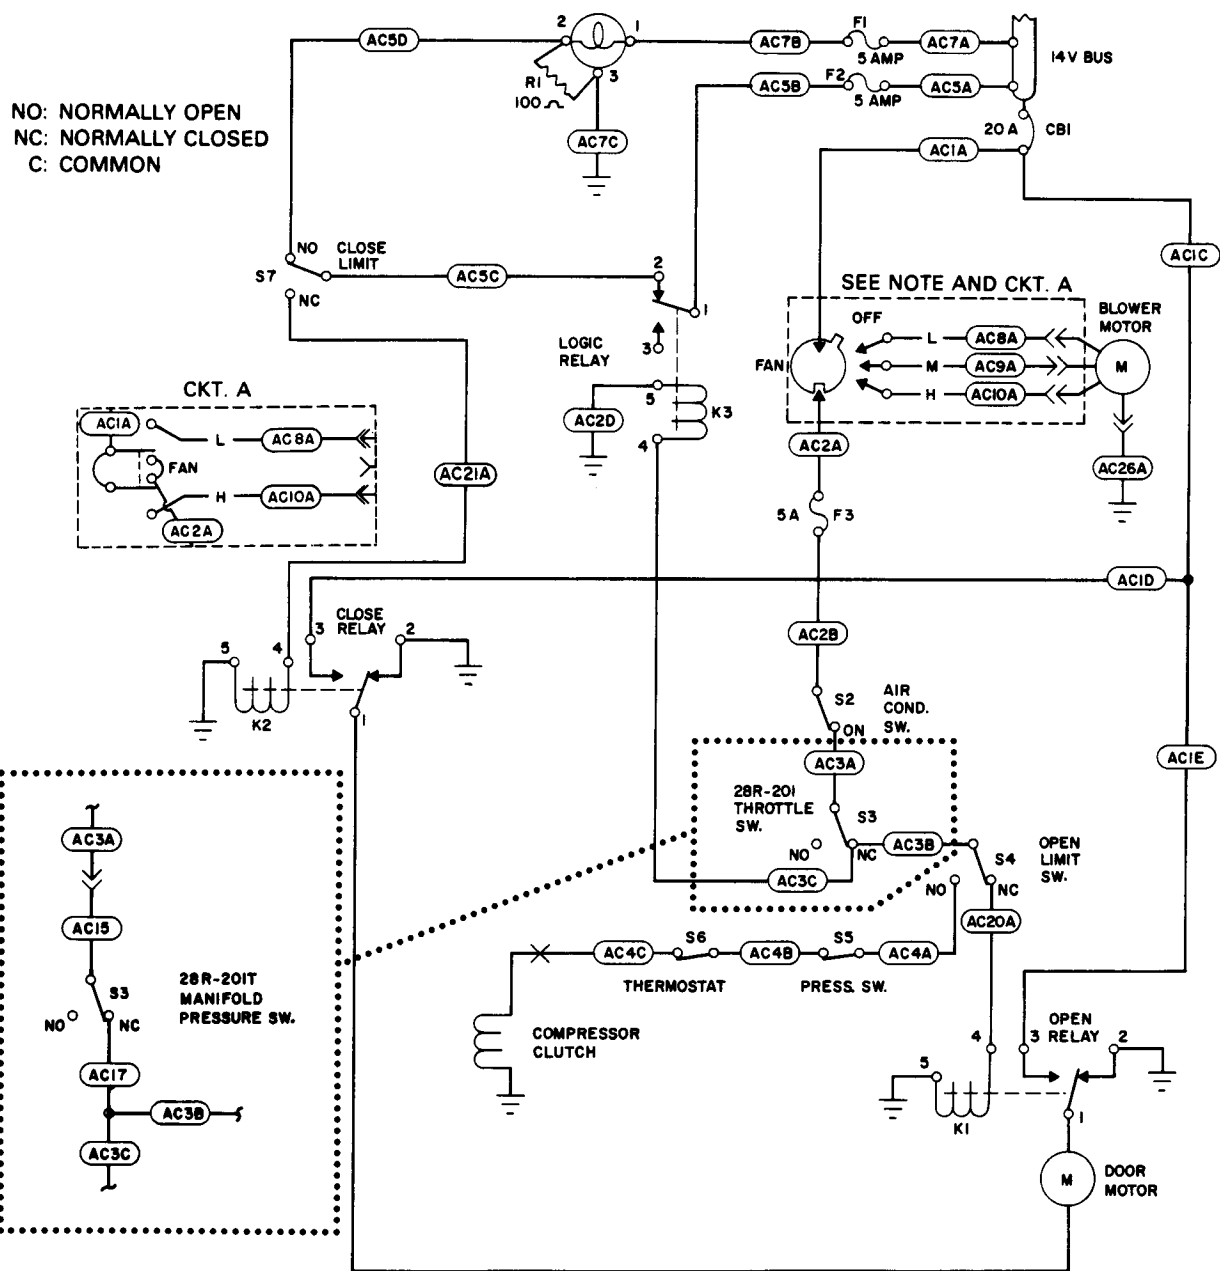 2
1
F1
AC5D
AC7B
AC7A
5 AMP
14V BUS
3
R1
F2
AC5B
AC5A
100 Ω
5 AMP
NO: NORMALLY OPEN
NC: NORMALLY CLOSED
C: COMMON
20 A
CB1
AC7C
AC1A
NO
CLOSE
LIMIT
S7
AC5C
2
AC1C
NC
1
SEE NOTE AND CKT. A
OFF
BLOWER
MOTOR
LOGIC
RELAY
3
L
AC8A
FAN
M
AC9A
M
H
AC10A
CKT. A
5
K3
AC2D
4
AC1A
L
AC8A
FAN
H
AC10A
AC2A
AC21A
AC2A
AC26A
5A
F3
AC1D
3
CLOSE
RELAY
2
AC2B
5
4
K2
1
S2
AIR
COND.
SW.
ON
AC3A
AC1E
28R-201
THROTTLE
SW.
S3
NO
NC
AC3B
OPEN
LIMIT
SW.
S4
AC3C
NO
NC
AC20A
AC3A
AC15
S3
28R-201T
MANIFOLD
PRESSURE SW.
NO
NC
AC17
AC3B
AC3C
AC4C
S6
AC4B
S5
AC4A
THERMOSTAT
PRESS. SW.
COMPRESSOR
CLUTCH
4
3
OPEN
RELAY
2
5
K1
1
M
DOOR
MOTOR